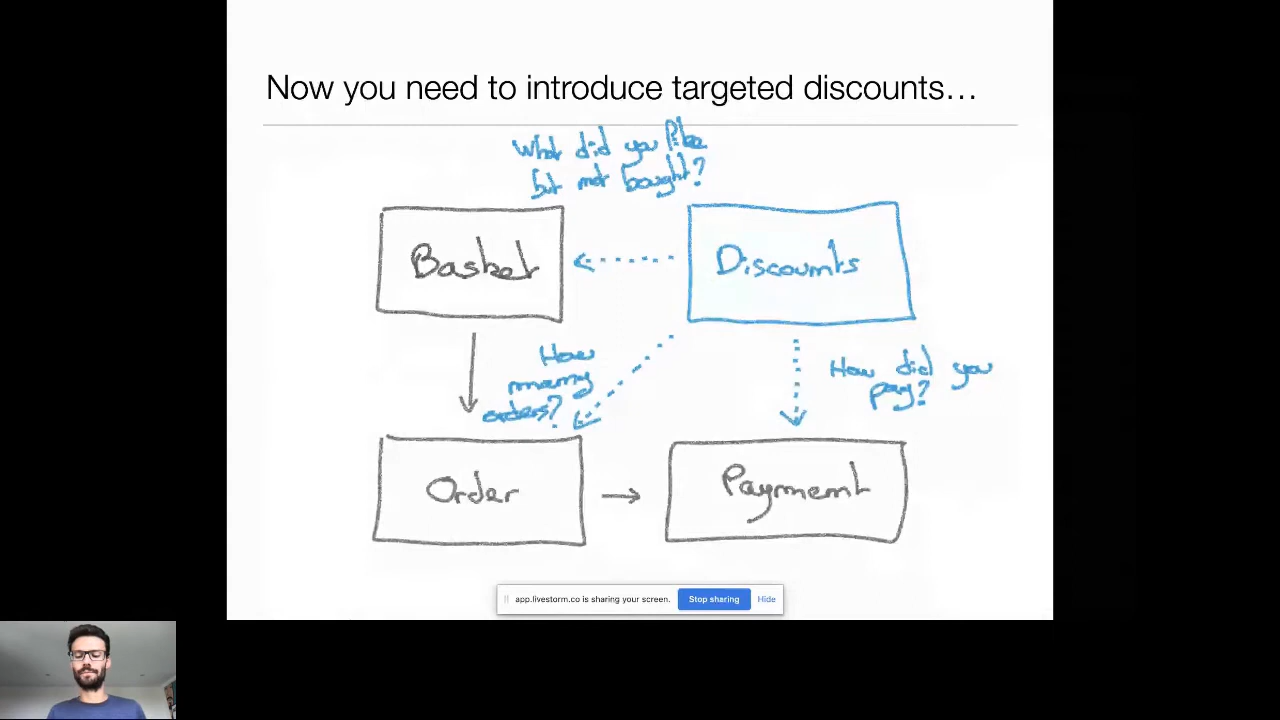 Now you need to introduce targeted discounts...
What did you like
but not bought?
Basket
Discounts
How
many
orders?
How did you
pay?
Order
Payment
app.livestorm.co is sharing your screen.
Stop sharing
Hide